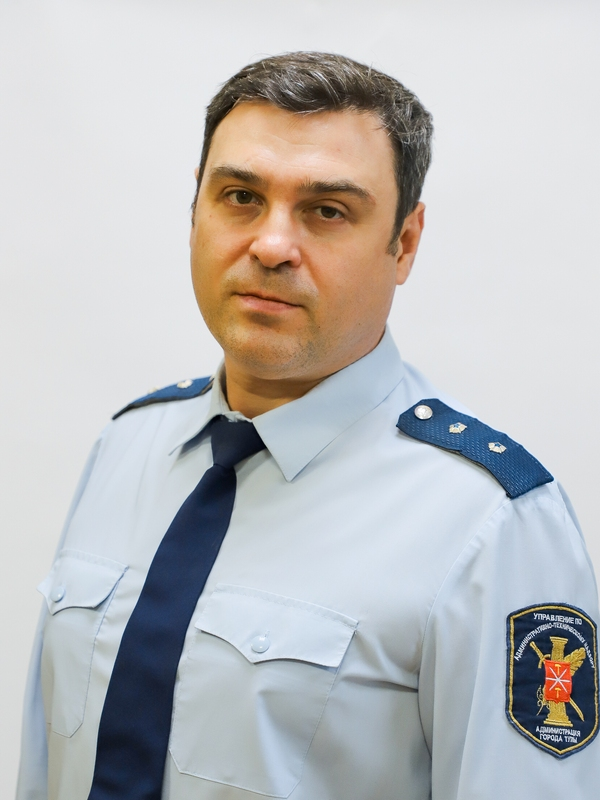 УПРАВЛЕНИЕ ПО
АДМИНИСТРАТИВНО-ТЕХНИЧЕСКОМУ НАДЗОРУ
АДМИНИСТРАЦИЯ
ГОРОДА ТУЛЫ